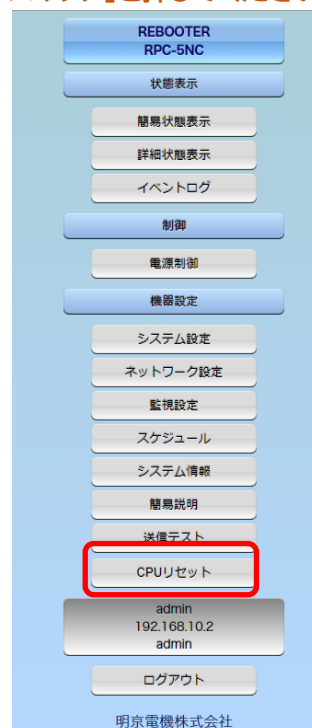 REBOOTER
RPC-5NC
状態表示
簡易状態表示
詳細状態表示
イベントログ
制御
電源制御
機器設定
システム設定
ネットワーク設定
監視設定
スケジュール
システム情報
簡易説明
送信テスト
CPUリセット
admin
192.168.10.2
admin
ログアウト
明京電機株式会社